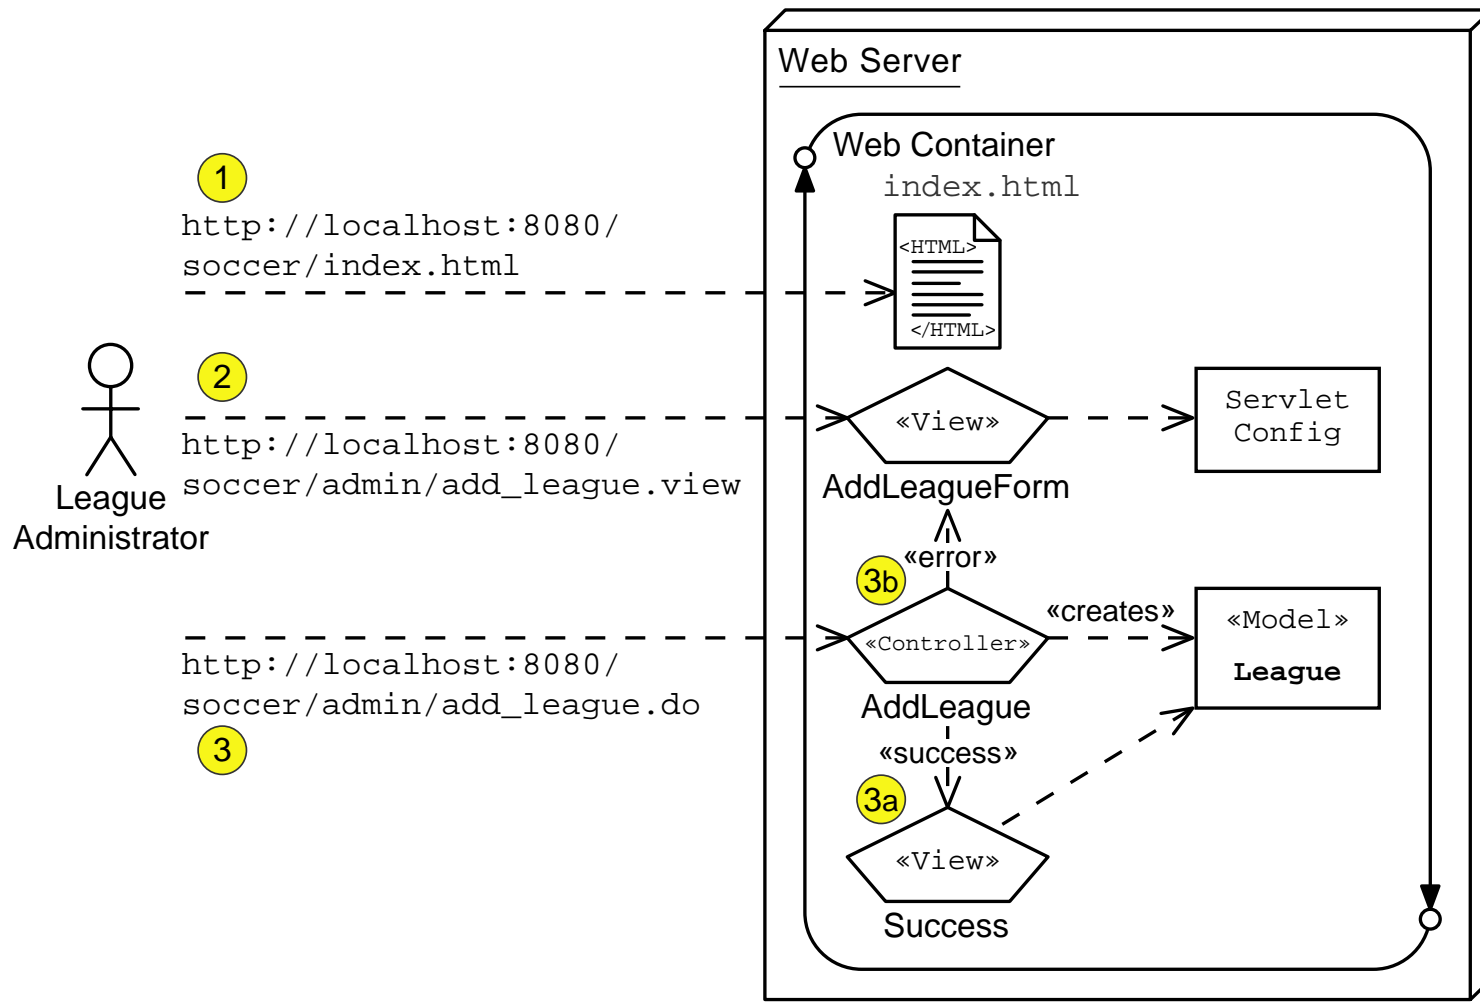 Web Server
Web Container
index.html
1
http://localhost:8080/
soccer/index.html
<HTML>
</HTML>
2
http://localhost:8080/
soccer/admin/add_league.view
League
Administrator
«View»
AddLeagueForm
Servlet
Config
«error»
3b
«Controller»
AddLeague
«creates»
«Model»
League
http://localhost:8080/
soccer/admin/add_league.do
3
«success»
3a
«View»
Success